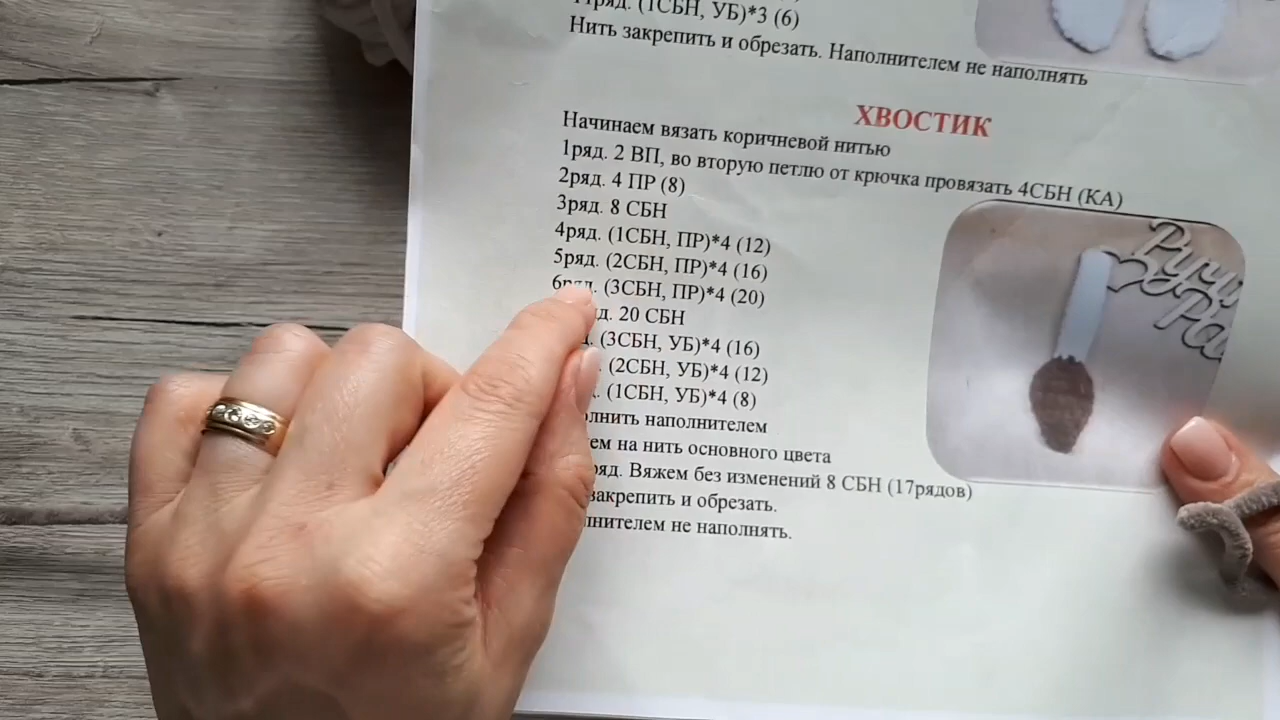 ряд. (1СБН, УБ)*3 (6)
Нить закрепить и обрезать. Наполнителем не наполнять
ХВОСТИК
Начинаем вязать коричневой нитью
1ряд. 2 ВП, во вторую петлю от крючка провязать 4СБН (КА)
2ряд. 4 ПР (8)
3ряд. 8 СБН
4ряд. (1СБН, ПР)*4 (12)
5ряд. (2СБН, ПР)*4 (16)
6ряд. (3СБН, ПР)*4 (20)
20 СБН
(3СБН, УБ)*4 (16)
(2СБН, УБ)*4 (12)
(1СБН, УБ)*4 (8)
наполнителем
на нить основного цвета
ряд. Вяжем без изменений 8 СБН (17рядов)
закрепить и обрезать.
не наполнять.